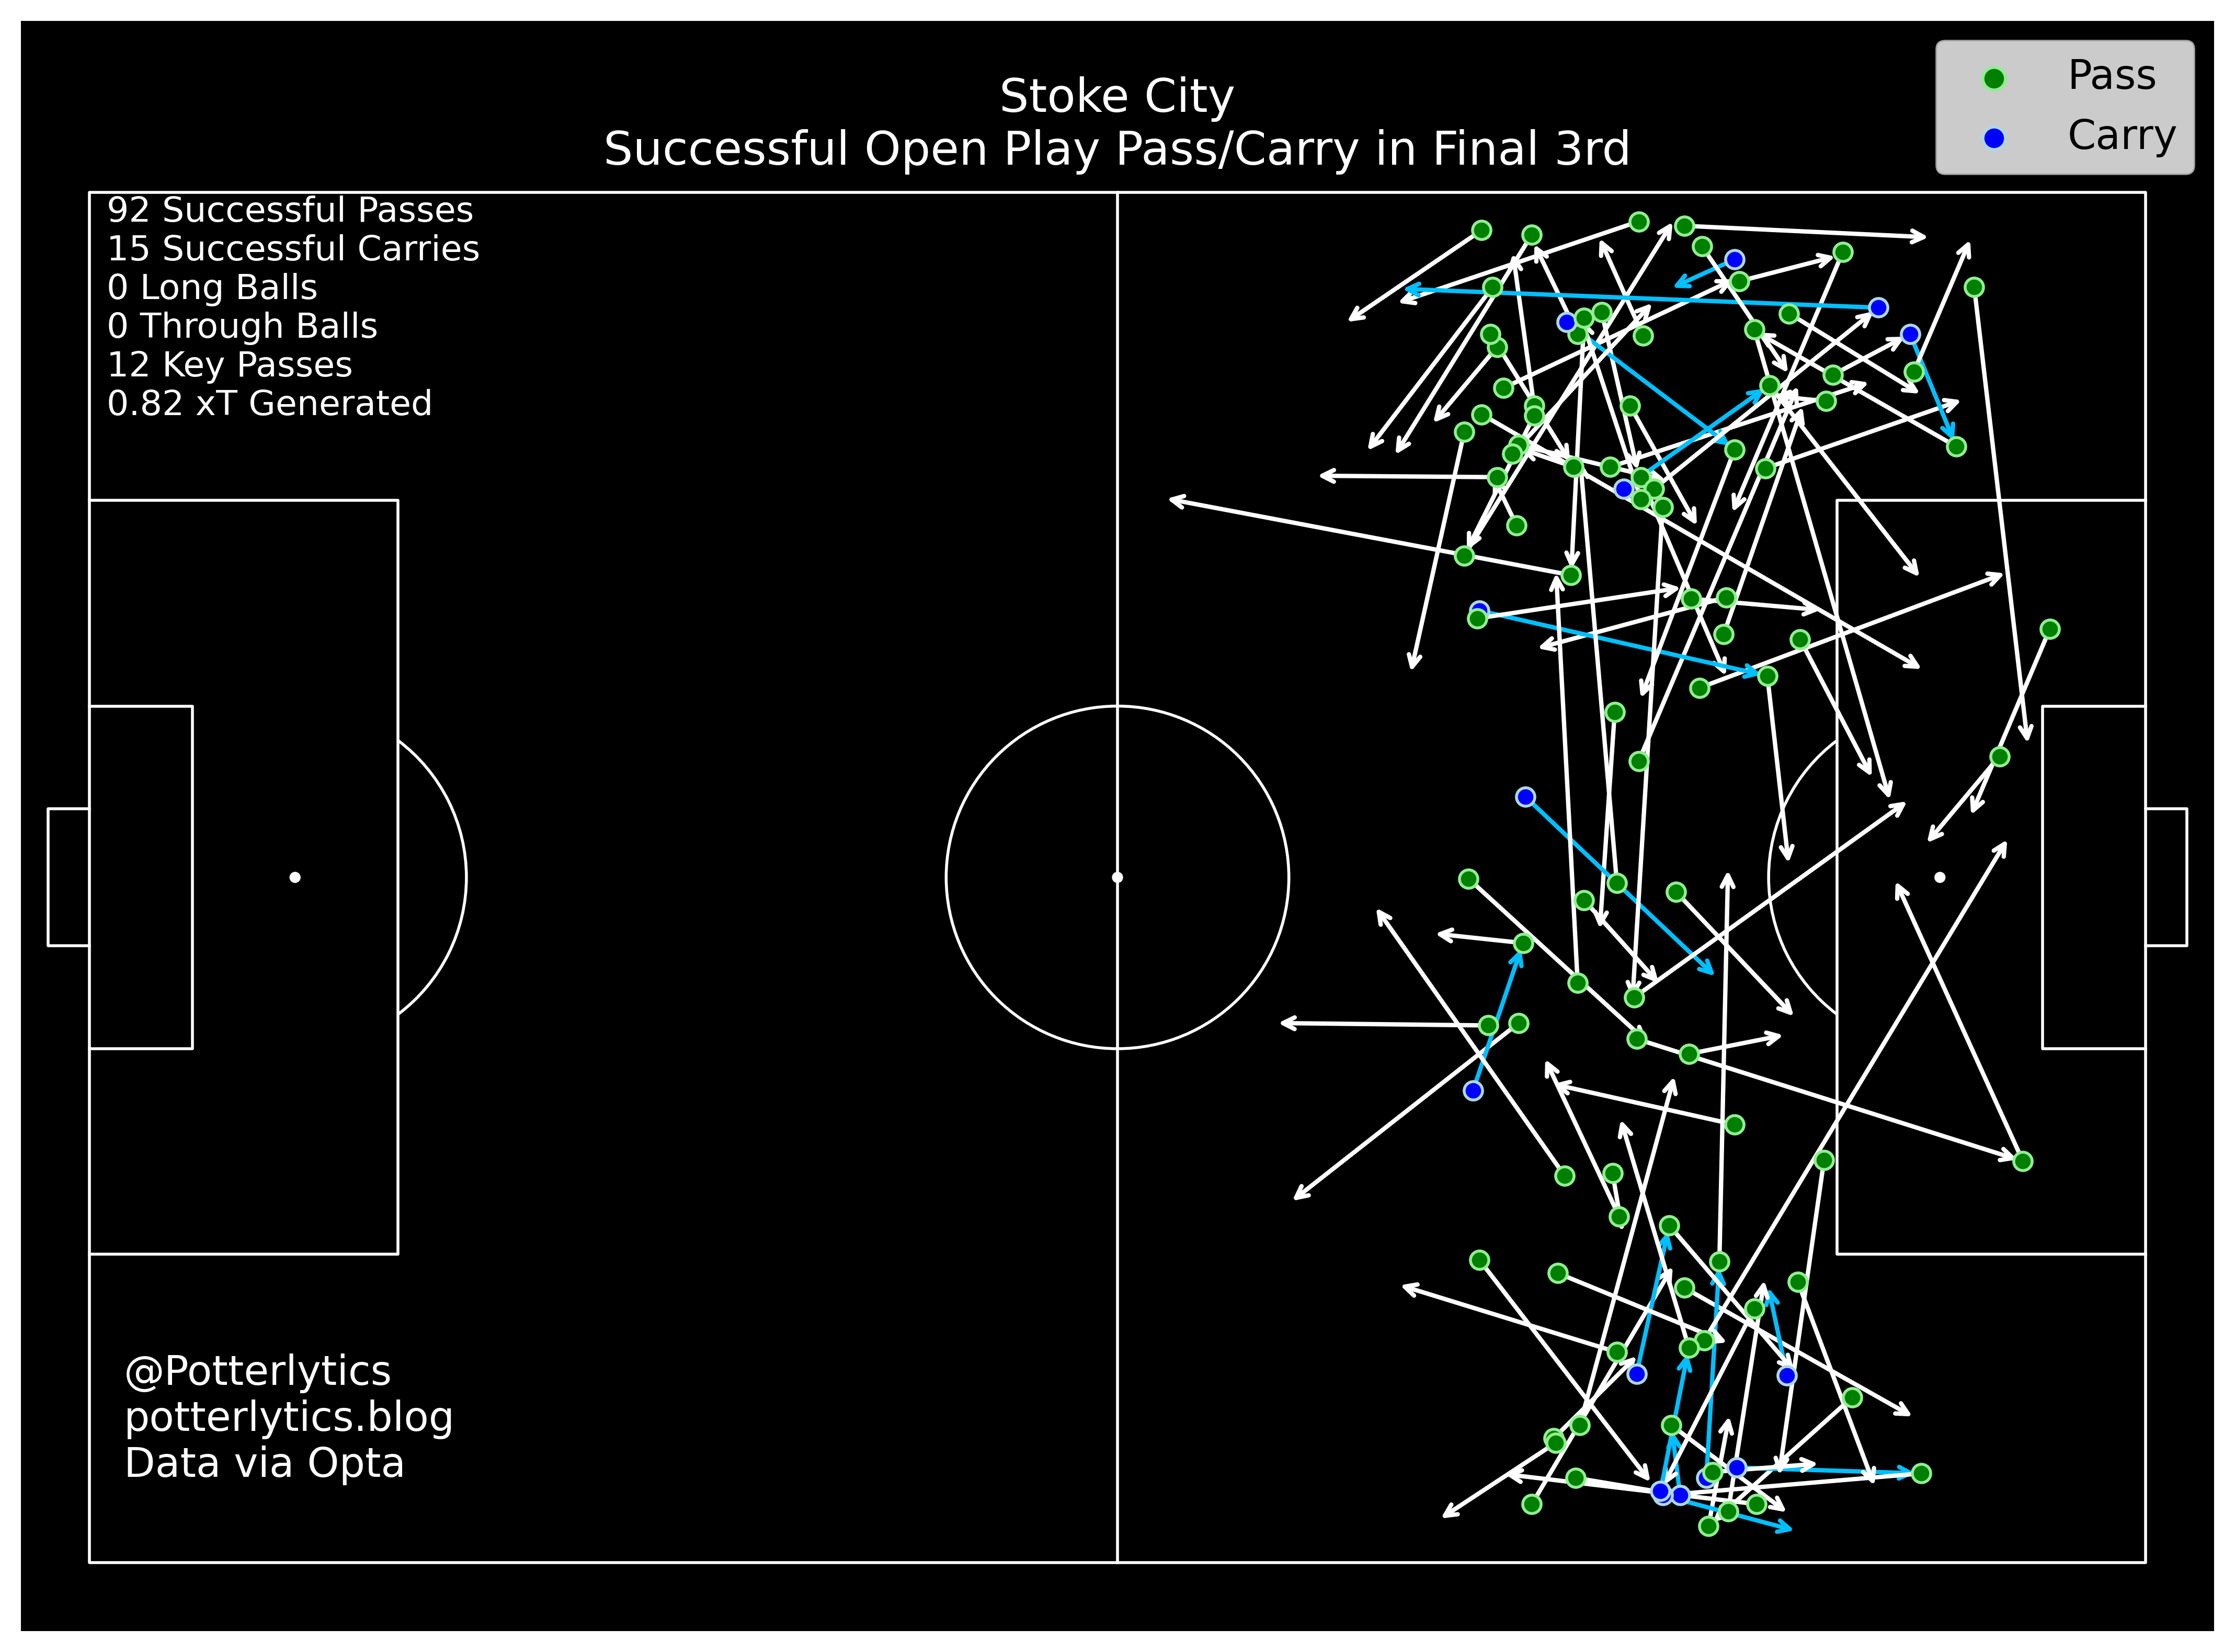 Stoke City
Successful Open Play Pass/Carry in Final 3rd
Pass
Carry
92 Successful Passes
15 Successful Carries
0 Long Balls
0 Through Balls
12 Key Passes
0.82 xT Generated
@Potterlytics
potterlytics.blog
Data via Opta